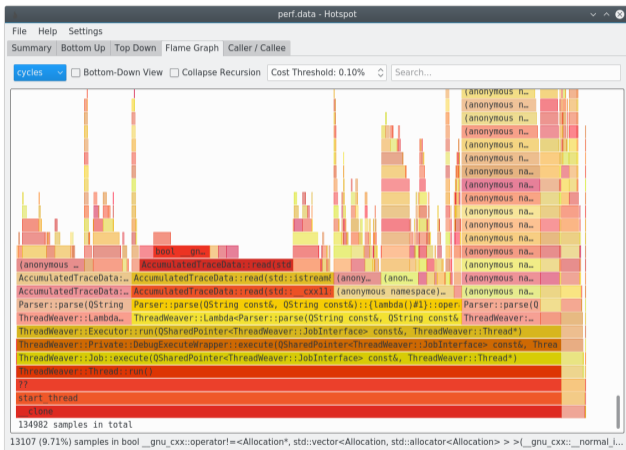 perf.data - Hotspot
File Help Settings
Summary Bottom Up Top Down Flame Graph Caller / Callee
cycles Bottom-Down View Collapse Recursion Cost Threshold: 0.10% Search...
(anonymous n…
(anonymous n…
(anonymous n…
(anonymous n…
(anonymous n…
(anonymous n…
(anonymous n…
(anonymous na…
(anonymous na…
(anonymous na…
(anonymous na…
(anonymous na…
bool __gn… (anonymous na…
(anonymous … AccumulatedTraceData::read(std (anonymous na…
AccumulatedTraceData:… AccumulatedTraceData::read(std::istream& (anony… (anon… (anonymous na…
AccumulatedTraceData:… AccumulatedTraceData::read(std::__cxx11: (anonymous namespace)… (anonymous na…
Parser::parse(QString Parser::parse(QString const&, QString const&)::{lambda()#1}::oper… Parser::parse(Q
ThreadWeaver::Lambda… ThreadWeaver::Lambda<Parser::parse(QString const&, QString const& ThreadWeaver:…
ThreadWeaver::Executor::run(QSharedPointer<ThreadWeaver::JobInterface> const&, ThreadWeaver::Thread*)
ThreadWeaver::Private::DebugExecuteWrapper::execute(QSharedPointer<ThreadWeaver::JobInterface> const&, Threa
ThreadWeaver::Job::execute(QSharedPointer<ThreadWeaver::JobInterface> const&, ThreadWeaver::Thread*)
ThreadWeaver::Thread::run()
??
start_thread
__clone
134982 samples in total
13107 (9.71%) samples in bool __gnu_cxx::operator!=<Allocation*, std::vector<Allocation, std::allocator<Allocation> > >(__gnu_cxx::__normal_i…